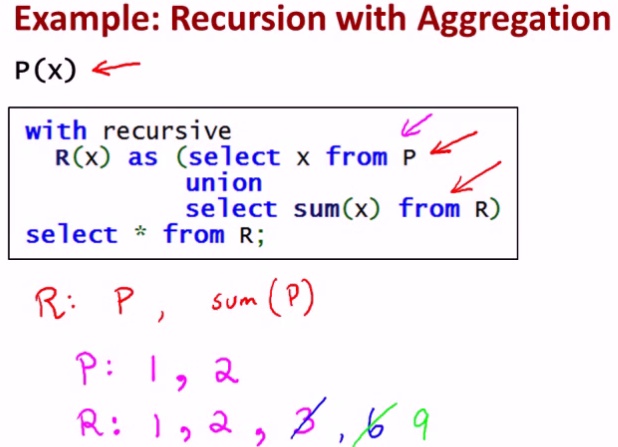 Example: Recursion with Aggregation
P(x)
with recursive
R(x) as (select x from P
union
select sum(x) from R)
select * from R;
R: P, sum(P)
P: 1, 2
R: 1, 2, 3, 6 9